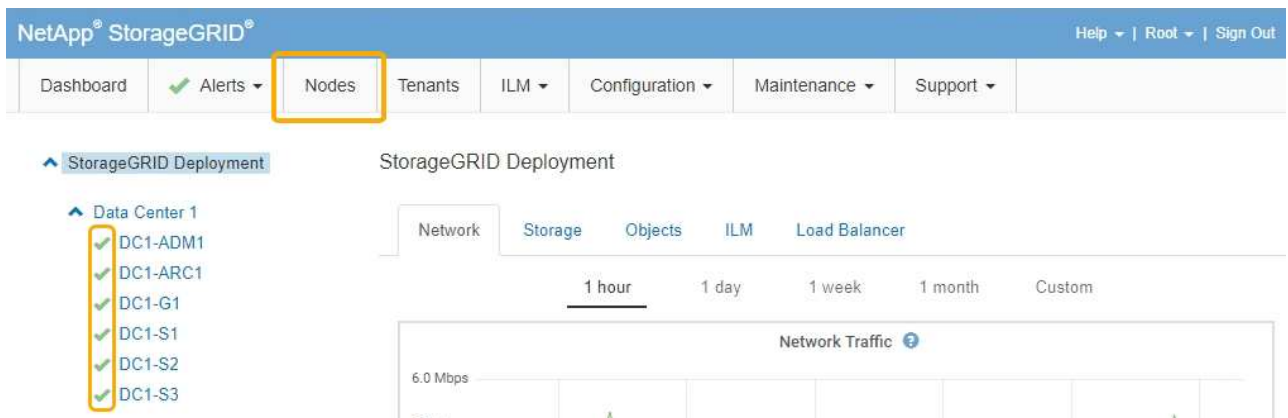 NetApp® StorageGRID®
Help | Root | Sign Out
Dashboard Alerts Nodes Tenants ILM Configuration Maintenance Support
StorageGRID Deployment
StorageGRID Deployment
Data Center 1
DC1-ADM1
DC1-ARC1
DC1-G1
DC1-S1
DC1-S2
DC1-S3
Network Storage Objects ILM Load Balancer
1 hour 1 day 1 week 1 month Custom
Network Traffic ?
6.0 Mbps